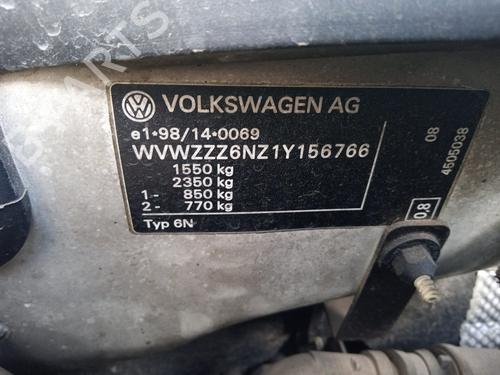 VOLKSWAGEN AG
e1*98/14*0069
WVWZZZ6NZ1Y156766
1550 kg
2350 kg
1- 850 kg
2- 770 kg
Typ 6N
08
4505038
0,8
PARTS